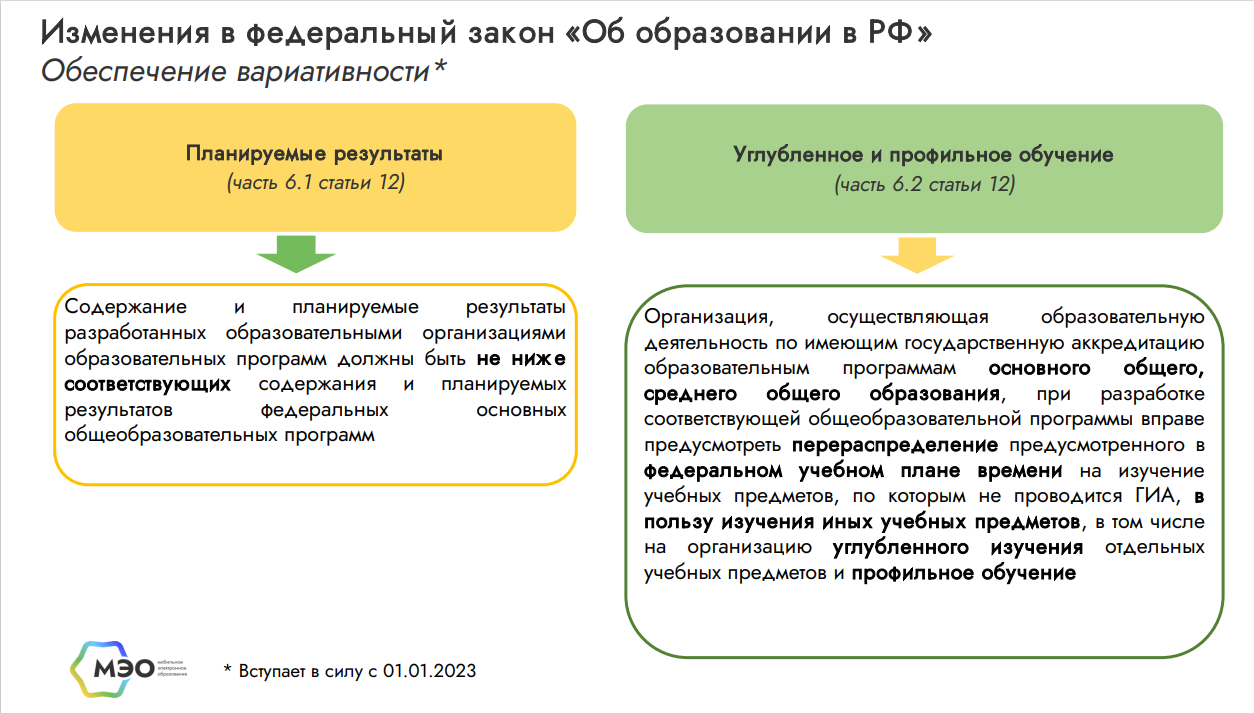 Изменения в федеральный закон «Об образовании в РФ»
Обеспечение вариативности*
Планируемые результаты
(часть 6.1 статьи 12)
Содержание и планируемые результаты
разработанных образовательными организациями
образовательных программ должны быть не ниже
соответствующих содержания и планируемых
результатов федеральных основных
общеобразовательных программ
Углубленное и профильное обучение
(часть 6.2 статьи 12)
Организация, осуществляющая образовательную
деятельность по имеющим государственную аккредитацию
образовательным программам основного общего,
среднего общего образования, при разработке
соответствующей общеобразовательной программы вправе
предусмотреть перераспределение предусмотренного в
федеральном учебном плане времени на изучение
учебных предметов, по которым не проводится ГИА, в
пользу изучения иных учебных предметов, в том числе
на организацию углубленного изучения отдельных
учебных предметов и профильное обучение
МЭО
мобильное
электронное
образование
* Вступает в силу с 01.01.2023